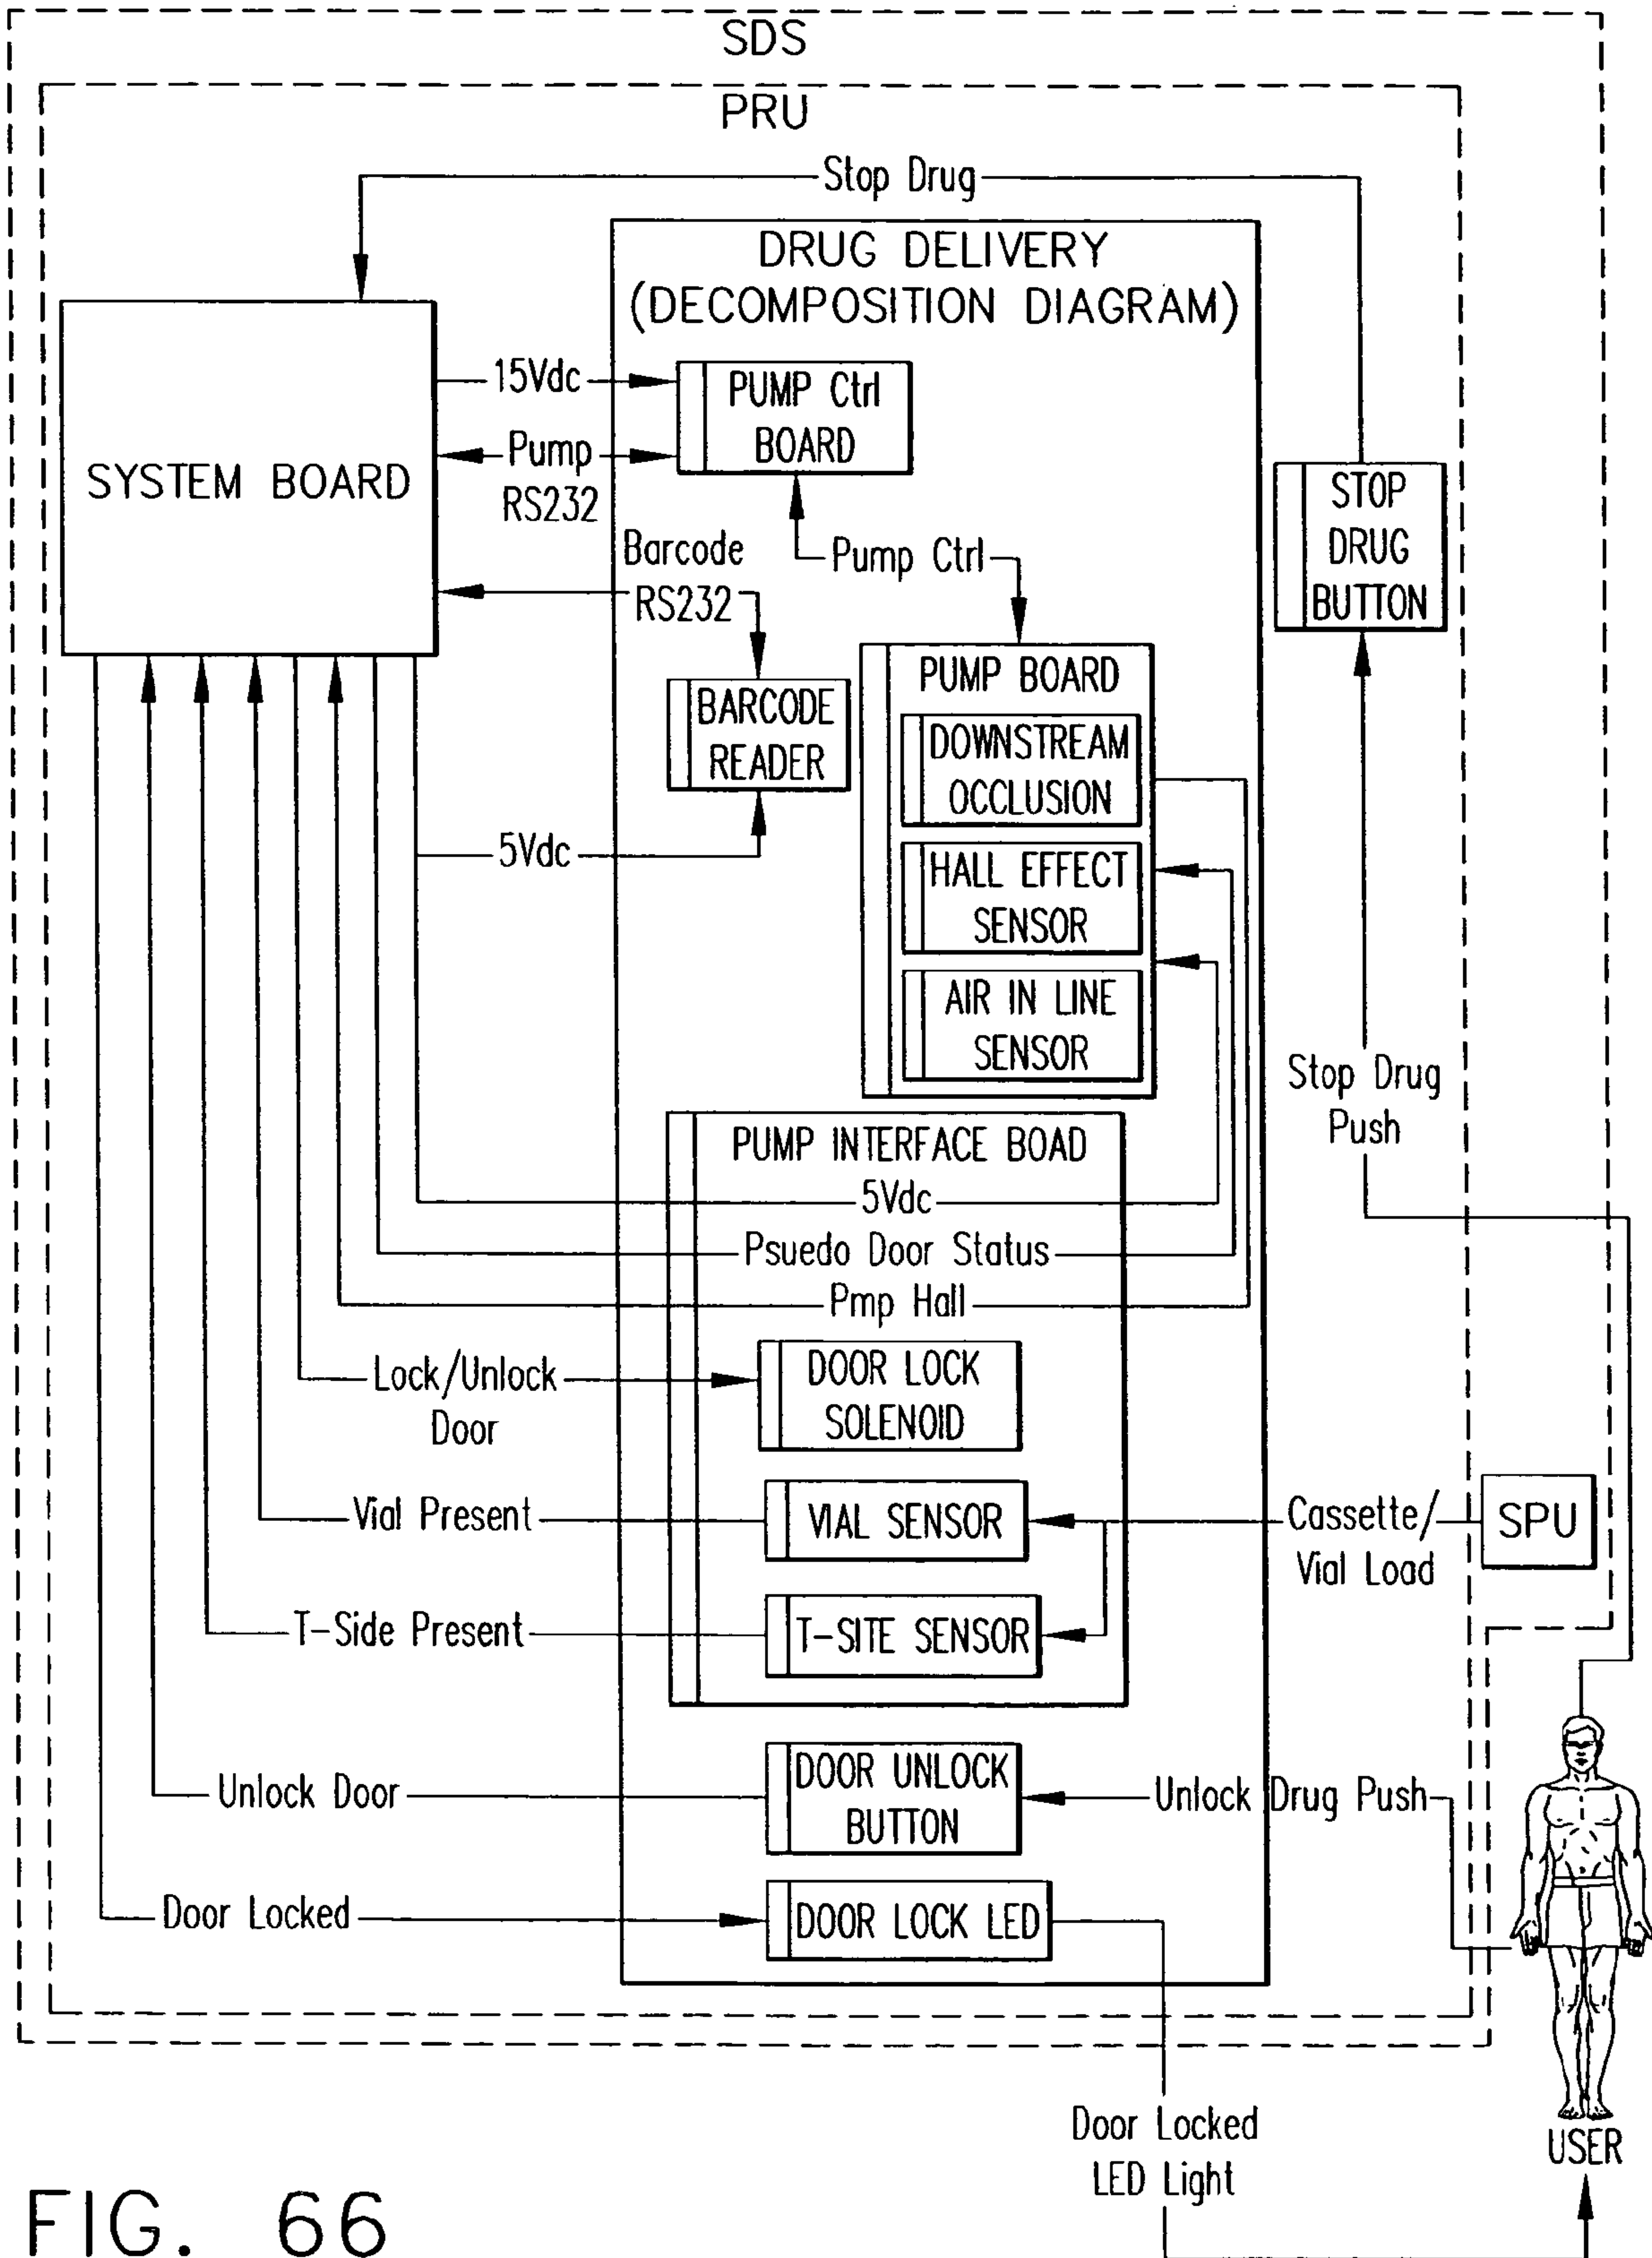 SDS
PRU
Stop Drug
DRUG DELIVERY
(DECOMPOSITION DIAGRAM)
SYSTEM BOARD
15Vdc
PUMP Ctrl
BOARD
Pump
RS232
STOP
DRUG
BUTTON
Barcode
RS232
Pump Ctrl
BARCODE
READER
PUMP BOARD
DOWNSTREAM
OCCLUSION
5Vdc
HALL EFFECT
SENSOR
AIR IN LINE
SENSOR
Stop Drug
Push
PUMP INTERFACE BOAD
5Vdc
Psuedo Door Status
Pmp Hall
Lock/Unlock
Door
DOOR LOCK
SOLENOID
Vial Present
VIAL SENSOR
Cassette/
Vial Load
SPU
T-Side Present
T-SITE SENSOR
Unlock Door
DOOR UNLOCK
BUTTON
Unlock Drug Push
Door Locked
DOOR LOCK LED
Door Locked
LED Light
USER
FIG. 66